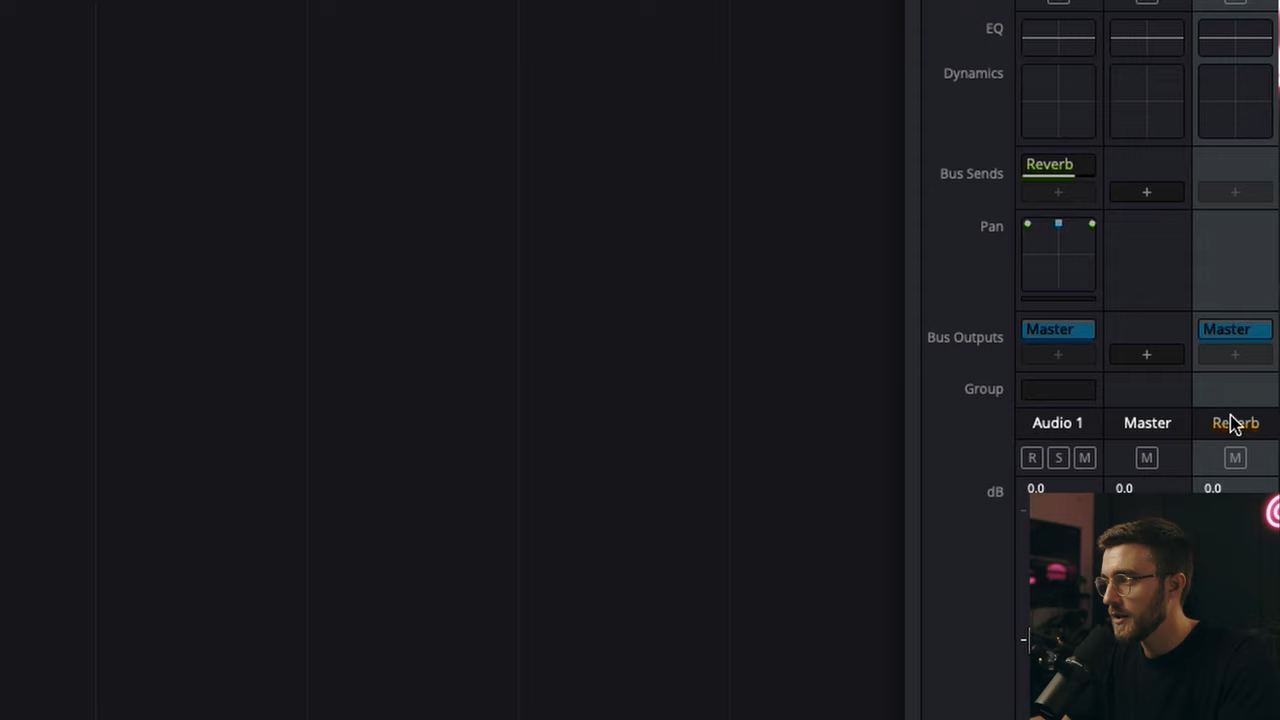 EQ
Dynamics
Bus Sends
Reverb
+ + +
Pan
Bus Outputs
Master
Master
+ + +
Group
Audio 1
Master
Reverb
R S M
M
M
dB
0.0
0.0
0.0